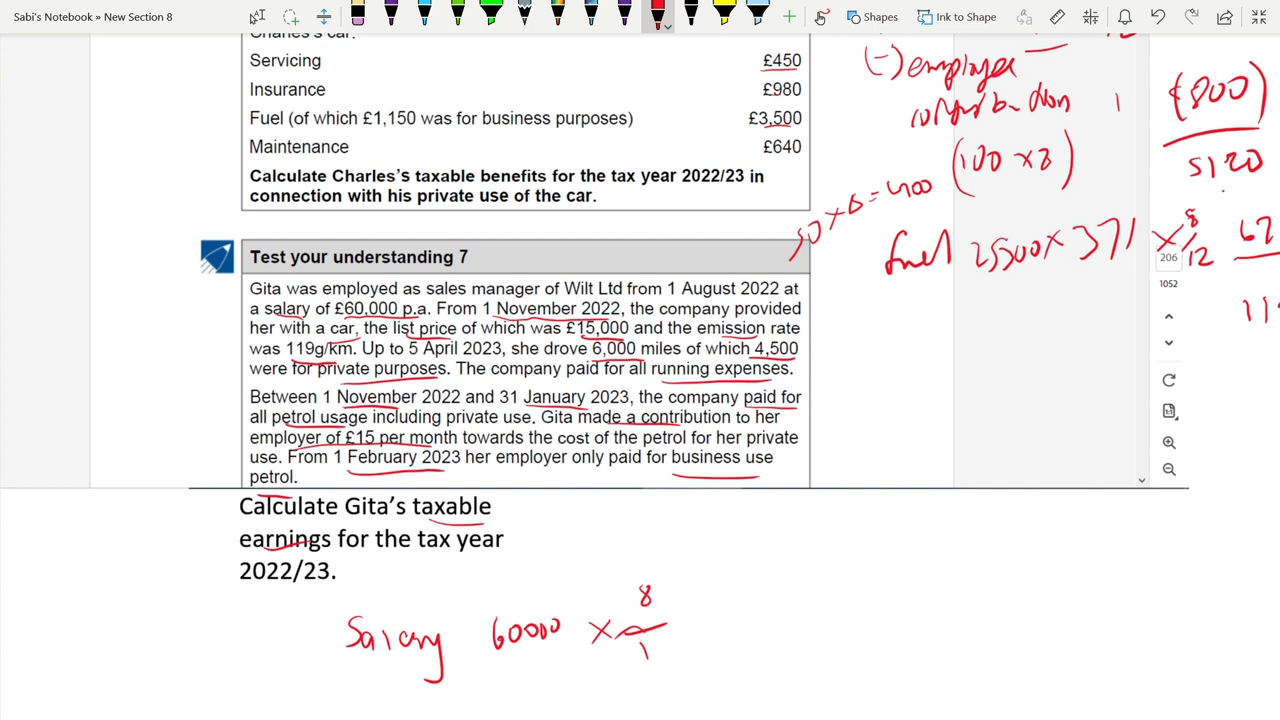 Sabi's Notebook » New Section 8
Shapes
Ink to Shape
Charles's car:
Servicing £450
Insurance £980
Fuel (of which £1,150 was for business purposes) £3,500
Maintenance £640
Calculate Charles's taxable benefits for the tax year 2022/23 in
connection with his private use of the car.
Test your understanding 7
Gita was employed as sales manager of Wilt Ltd from 1 August 2022 at
a salary of £60,000 p.a. From 1 November 2022, the company provided
her with a car, the list price of which was £15,000 and the emission rate
was 119g/km. Up to 5 April 2023, she drove 6,000 miles of which 4,500
were for private purposes. The company paid for all running expenses.
Between 1 November 2022 and 31 January 2023, the company paid for
all petrol usage including private use. Gita made a contribution to her
employer of £15 per month towards the cost of the petrol for her private
use. From 1 February 2023 her employer only paid for business use
petrol.
Calculate Gita's taxable
earnings for the tax year
2022/23.
Salary 60000 × 8
(-) employee
(100 × 8)
= 400
fuel 25500 × 371 × 8/12
(800)
5120
62
206
1052